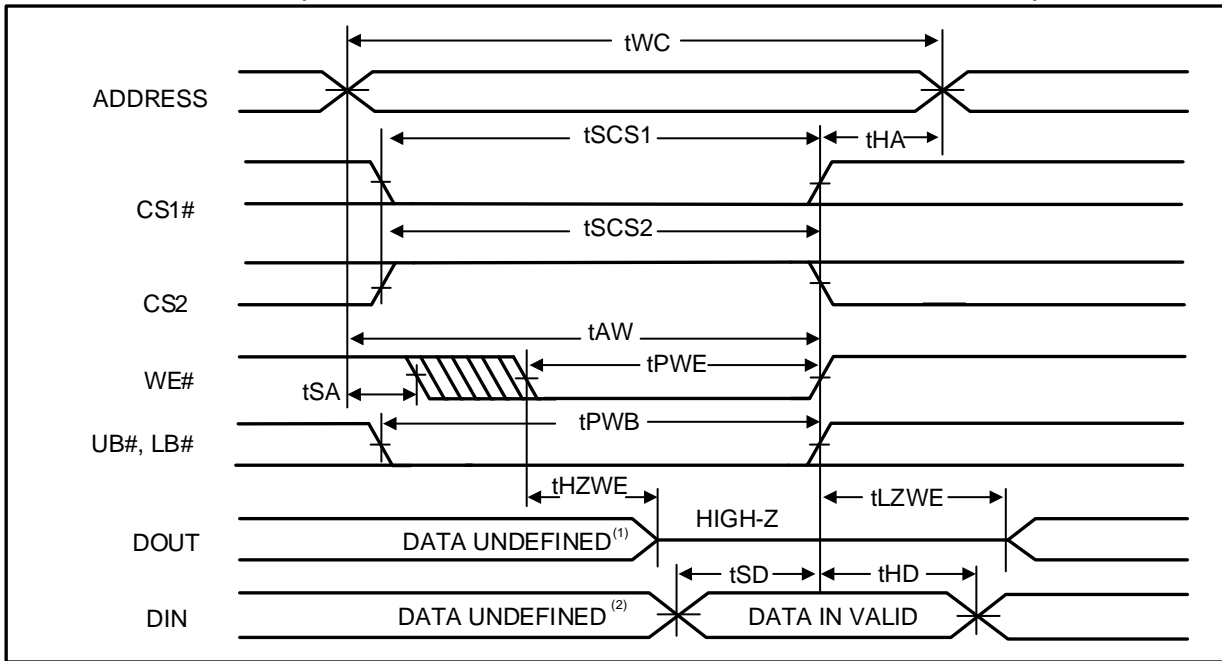 tWC
ADDRESS
tSCS1
tHA
CS1#
tSCS2
CS2
tAW
WE#
tPWE
tSA
tPWB
UB#, LB#
tHZWE
tLZWE
HIGH-Z
DOUT
DATA UNDEFINED (1)
tSD
tHD
DIN
DATA UNDEFINED (2)
DATA IN VALID